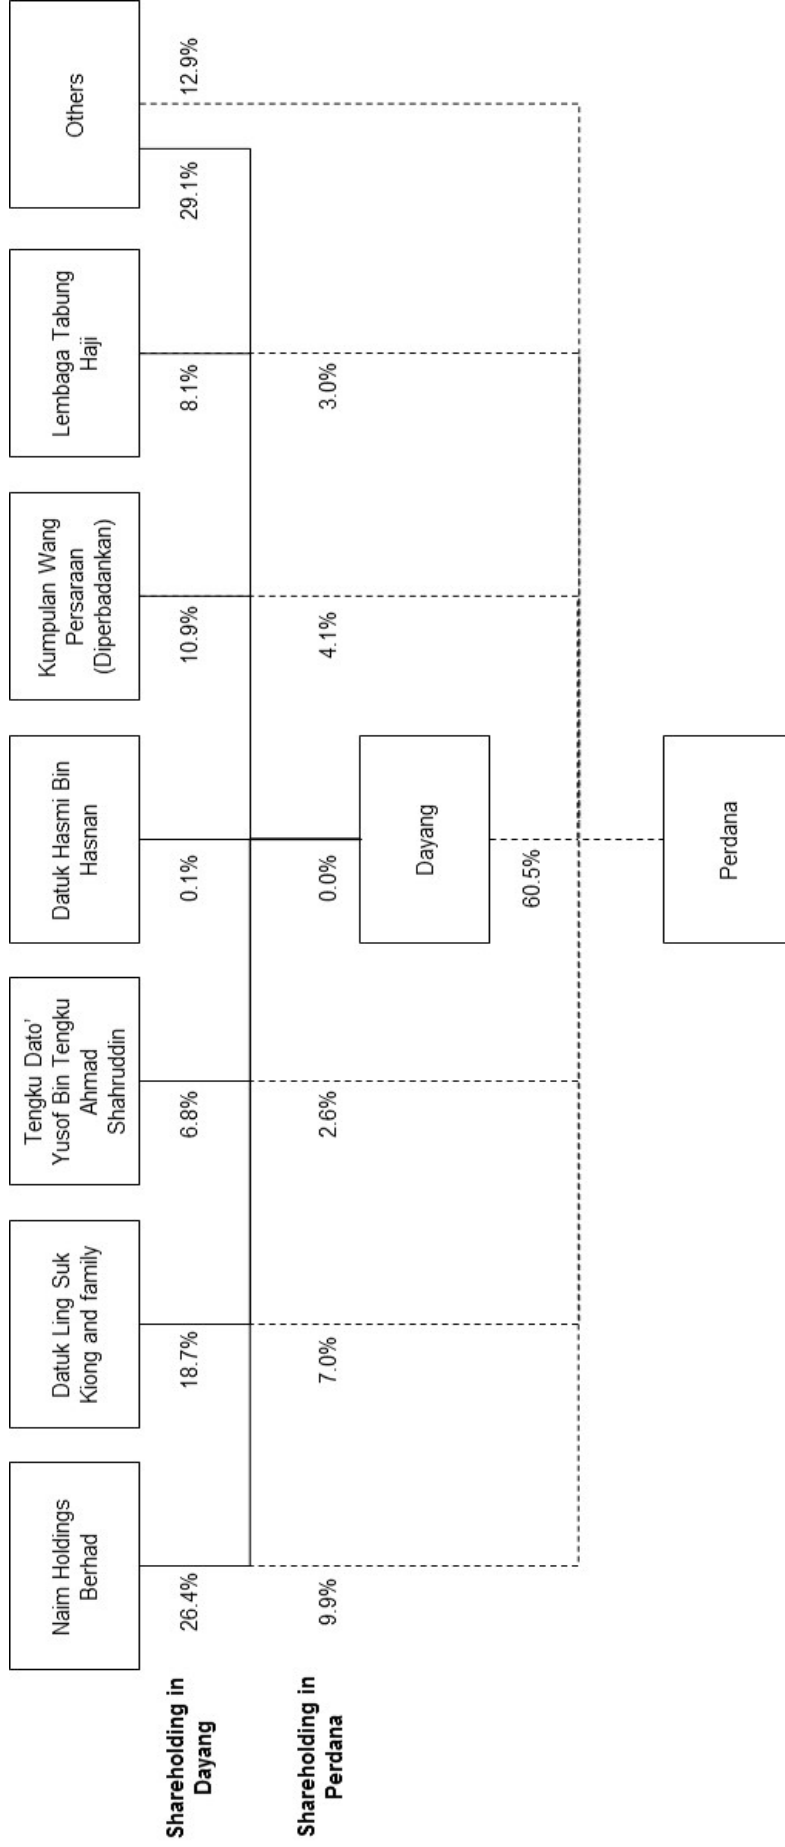 Naim Holdings
Berhad
Datuk Ling Suk
Kiong and family
Tengku Dato’
Yusof Bin Tengku
Ahmad
Shahruddin
Datuk Hasmi Bin
Hasnan
Kumpulan Wang
Persaraan
(Diperbadankan)
Lembaga Tabung
Haji
Others
Shareholding in
Dayang
26.4%
18.7%
6.8%
0.1%
10.9%
8.1%
29.1%
12.9%
Shareholding in
Perdana
9.9%
7.0%
2.6%
0.0%
4.1%
3.0%
Dayang
60.5%
Perdana